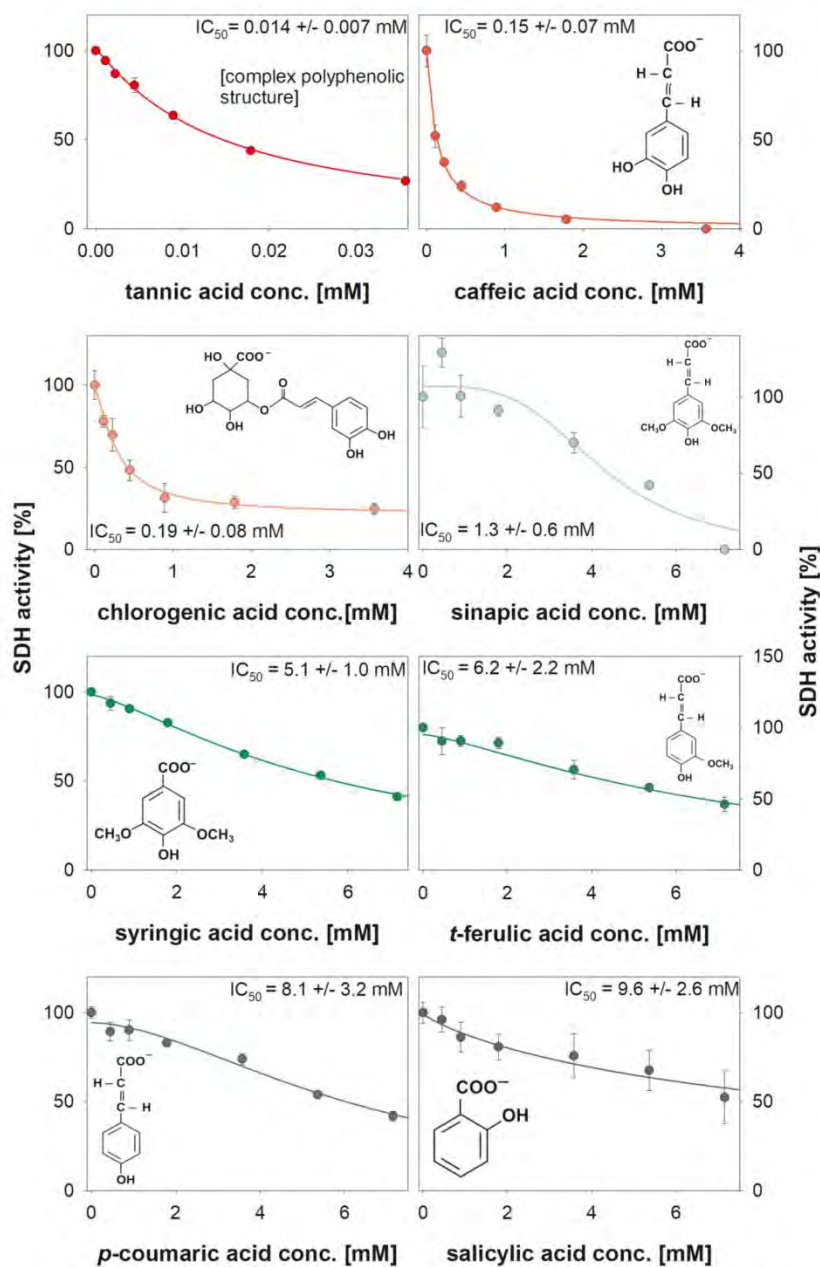 IC50 = 0.014 +/- 0.007 mM
[complex polyphenolic
structure]
100
50
0
0.00 0.01 0.02 0.03
tannic acid conc. [mM]
IC50 = 0.15 +/- 0.07 mM
COO−
H C
C H
HO
OH
100
50
0
0 1 2 3 4
caffeic acid conc. [mM]
HO COO−
HO
OH
O
O
OH
OH
IC50 = 0.19 +/- 0.08 mM
100
50
0
0 1 2 3 4
chlorogenic acid conc.[mM]
COO−
H C
C H
CH3O OCH3
OH
IC50 = 1.3 +/- 0.6 mM
100
50
0
0 2 4 6
sinapic acid conc. [mM]
SDH activity [%]
SDH activity [%]
IC50 = 5.1 +/- 1.0 mM
COO−
CH3O OCH3
OH
100
50
0
0 2 4 6
syringic acid conc. [mM]
IC50 = 6.2 +/- 2.2 mM
COO−
H C
C H
OCH3
OH
150
100
50
0
0 2 4 6
t-ferulic acid conc. [mM]
IC50 = 8.1 +/- 3.2 mM
COO−
H C
C H
OH
100
50
0
0 2 4 6
p-coumaric acid conc. [mM]
IC50 = 9.6 +/- 2.6 mM
COO−
OH
100
50
0
0 2 4 6
salicylic acid conc. [mM]